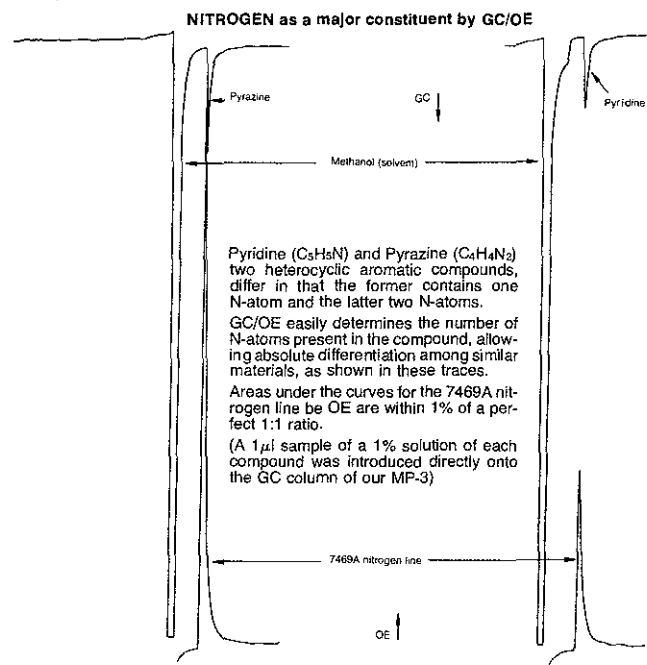 NITROGEN as a major constituent by GC/OE
Pyrazine
GC
Pyridine
Methanol (solvent)
Pyridine (C₅H₅N) and Pyrazine (C₄H₄N₂)
two heterocyclic aromatic compounds,
differ in that the former contains one
N-atom and the latter two N-atoms.
GC/OE easily determines the number of
N-atoms present in the compound, allow-
ing absolute differentiation among similar
materials, as shown in these traces.
Areas under the curves for the 7469A nit-
rogen line be OE are within 1% of a per-
fect 1:1 ratio.
(A 1μl sample of a 1% solution of each
compound was introduced directly onto
the GC column of our MP-3)
7469A nitrogen line
OE